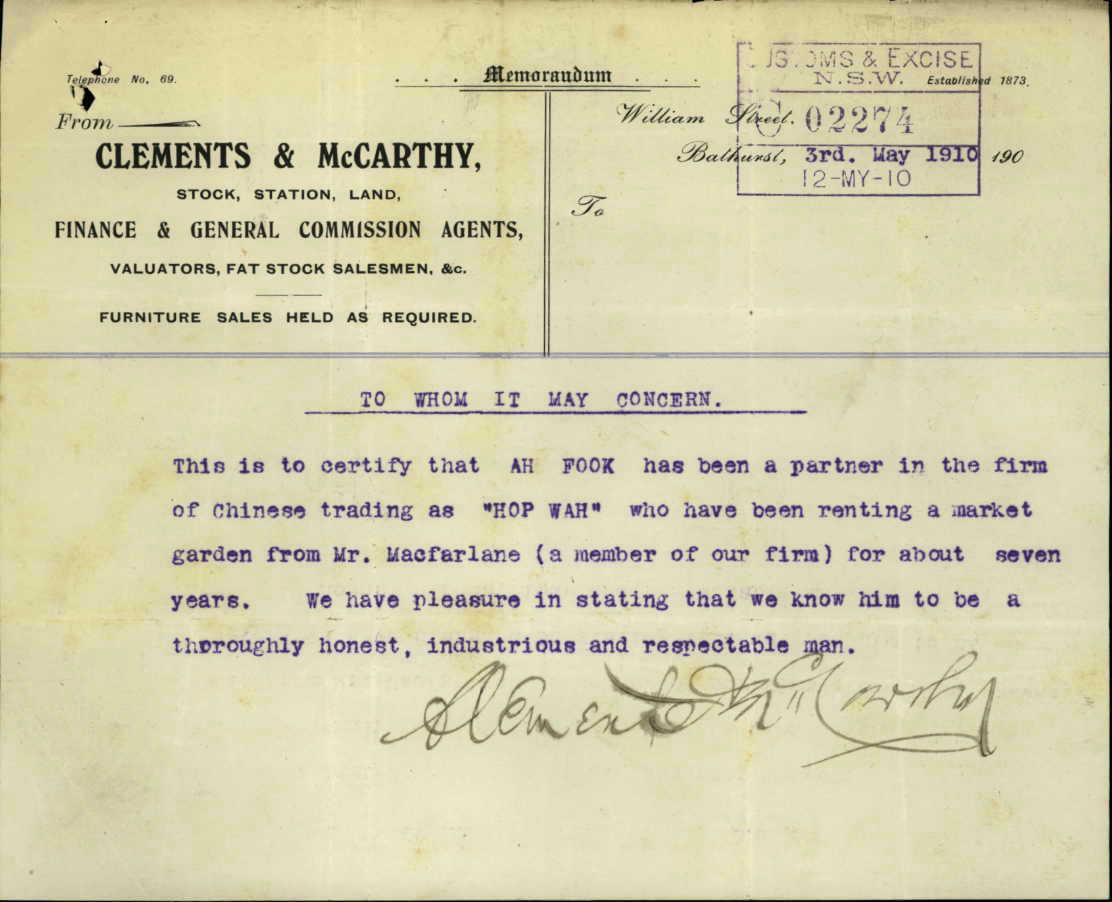 Telephone No. 69.
. . . Memorandum . . .
CUSTOMS & EXCISE
N.S.W.
Established 1873.
From
William Street.
C 02274
CLEMENTS & McCARTHY,
Bathurst, 3rd. May 1910 190
12-MY-10
STOCK, STATION, LAND,
To
FINANCE & GENERAL COMMISSION AGENTS,
VALUATORS, FAT STOCK SALESMEN, &c.
FURNITURE SALES HELD AS REQUIRED.
TO WHOM IT MAY CONCERN.
This is to certify that AH FOOK has been a partner in the firm
of Chinese trading as "HOP WAH" who have been renting a market
garden from Mr. Macfarlane (a member of our firm) for about seven
years. We have pleasure in stating that we know him to be a
thoroughly honest, industrious and respectable man.
Clements & McCarthy